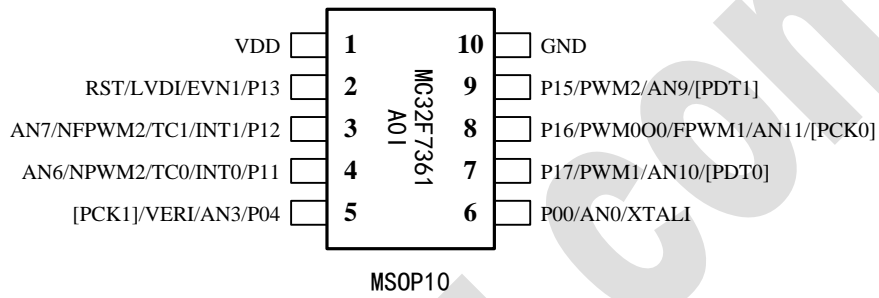 VDD 1 10 GND
RST/LVDI/EVN1/P13 2 9 P15/PWM2/AN9/[PDT1]
AN7/NFPWM2/TC1/INT1/P12 3 8 P16/PWM0O0/FPWM1/AN11/[PCK0]
AN6/NPWM2/TC0/INT0/P11 4 7 P17/PWM1/AN10/[PDT0]
[PCK1]/VERI/AN3/P04 5 6 P00/AN0/XTALI
MC32F7361
A0I
MSOP10